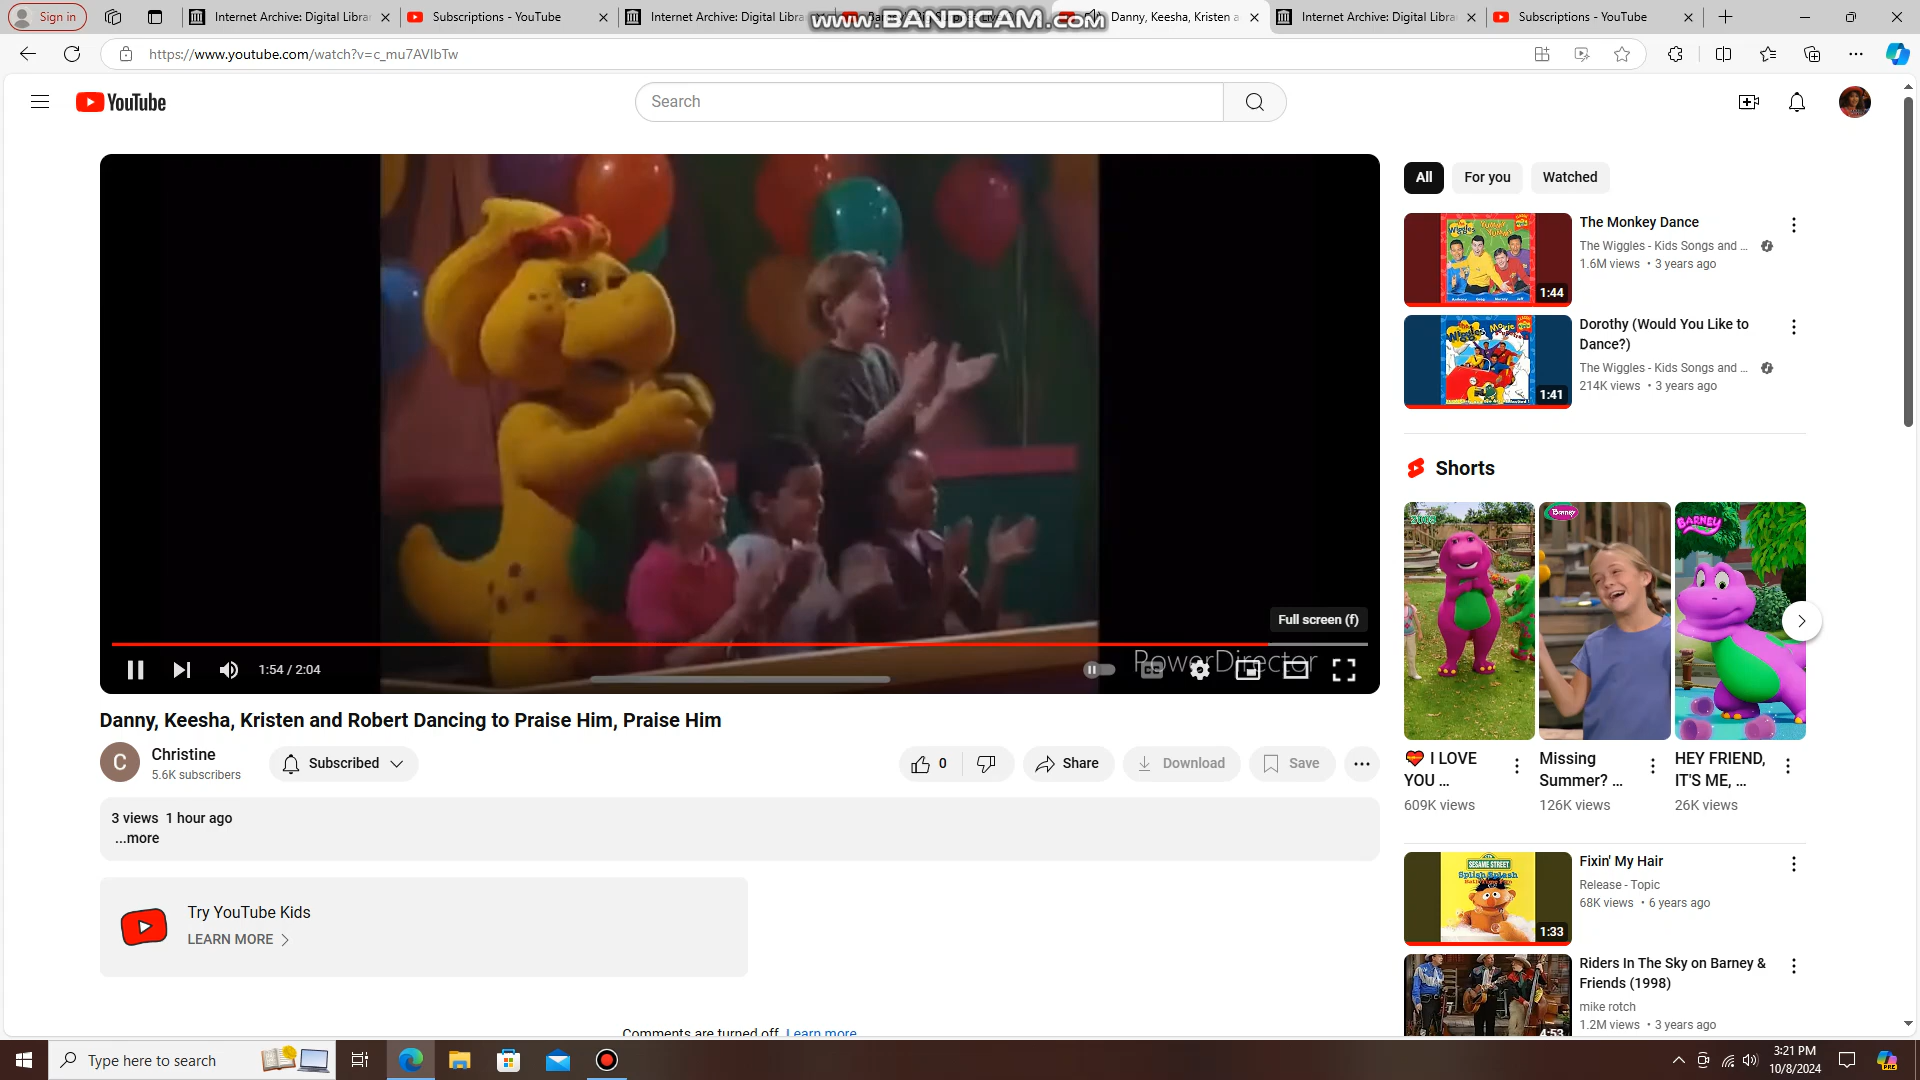 Sign in
Internet Archive: Digital Librar
Subscriptions - YouTube
Internet Archive: Digital Libra
www.BANDICAM.com
Danny, Keesha, Kristen a
Internet Archive: Digital Librar
Subscriptions - YouTube
https://www.youtube.com/watch?v=c_mu7AVIbTw
YouTube
Search
Full screen (f)
1:54 / 2:04
PowerDirector
Danny, Keesha, Kristen and Robert Dancing to Praise Him, Praise Him
C
Christine
5.6K subscribers
Subscribed
0
Share
Download
Save
3 views 1 hour ago
...more
Try YouTube Kids
LEARN MORE
Comments are turned off. Learn more
All
For you
Watched
The Monkey Dance
The Wiggles - Kids Songs and ...
1.6M views • 3 years ago
1:44
Dorothy (Would You Like to
Dance?)
The Wiggles - Kids Songs and ...
214K views • 3 years ago
1:41
Shorts
Barney
BARNEY
I LOVE
YOU ...
609K views
Missing
Summer? ...
126K views
HEY FRIEND,
IT'S ME, ...
26K views
SESAME STREET
Splish Splash
Fixin' My Hair
Release - Topic
68K views • 6 years ago
1:33
Riders In The Sky on Barney &
Friends (1998)
mike rotch
1.2M views • 3 years ago
4:53
Type here to search
3:21 PM
10/8/2024